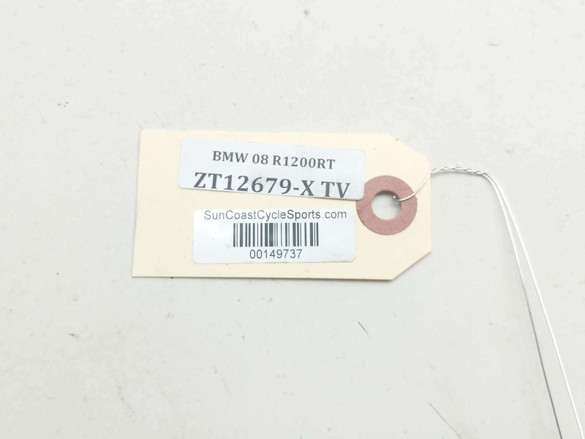 BMW 08 R1200RT
ZT12679-X TV
SunCoastCycleSports.com
00149737